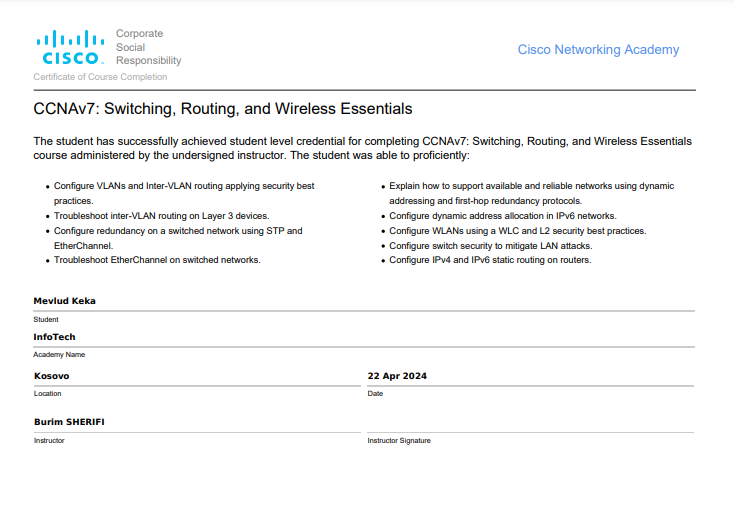 CISCO
Corporate
Social
Responsibility
Cisco Networking Academy
Certificate of Course Completion
CCNAv7: Switching, Routing, and Wireless Essentials
The student has successfully achieved student level credential for completing CCNAv7: Switching, Routing, and Wireless Essentials
course administered by the undersigned instructor. The student was able to proficiently:
• Configure VLANs and Inter-VLAN routing applying security best
practices.
• Troubleshoot inter-VLAN routing on Layer 3 devices.
• Configure redundancy on a switched network using STP and
EtherChannel.
• Troubleshoot EtherChannel on switched networks.
• Explain how to support available and reliable networks using dynamic
addressing and first-hop redundancy protocols.
• Configure dynamic address allocation in IPv6 networks.
• Configure WLANs using a WLC and L2 security best practices.
• Configure switch security to mitigate LAN attacks.
• Configure IPv4 and IPv6 static routing on routers.
Mevlud Keka
Student
InfoTech
Academy Name
Kosovo
Location
22 Apr 2024
Date
Burim SHERIFI
Instructor
Instructor Signature